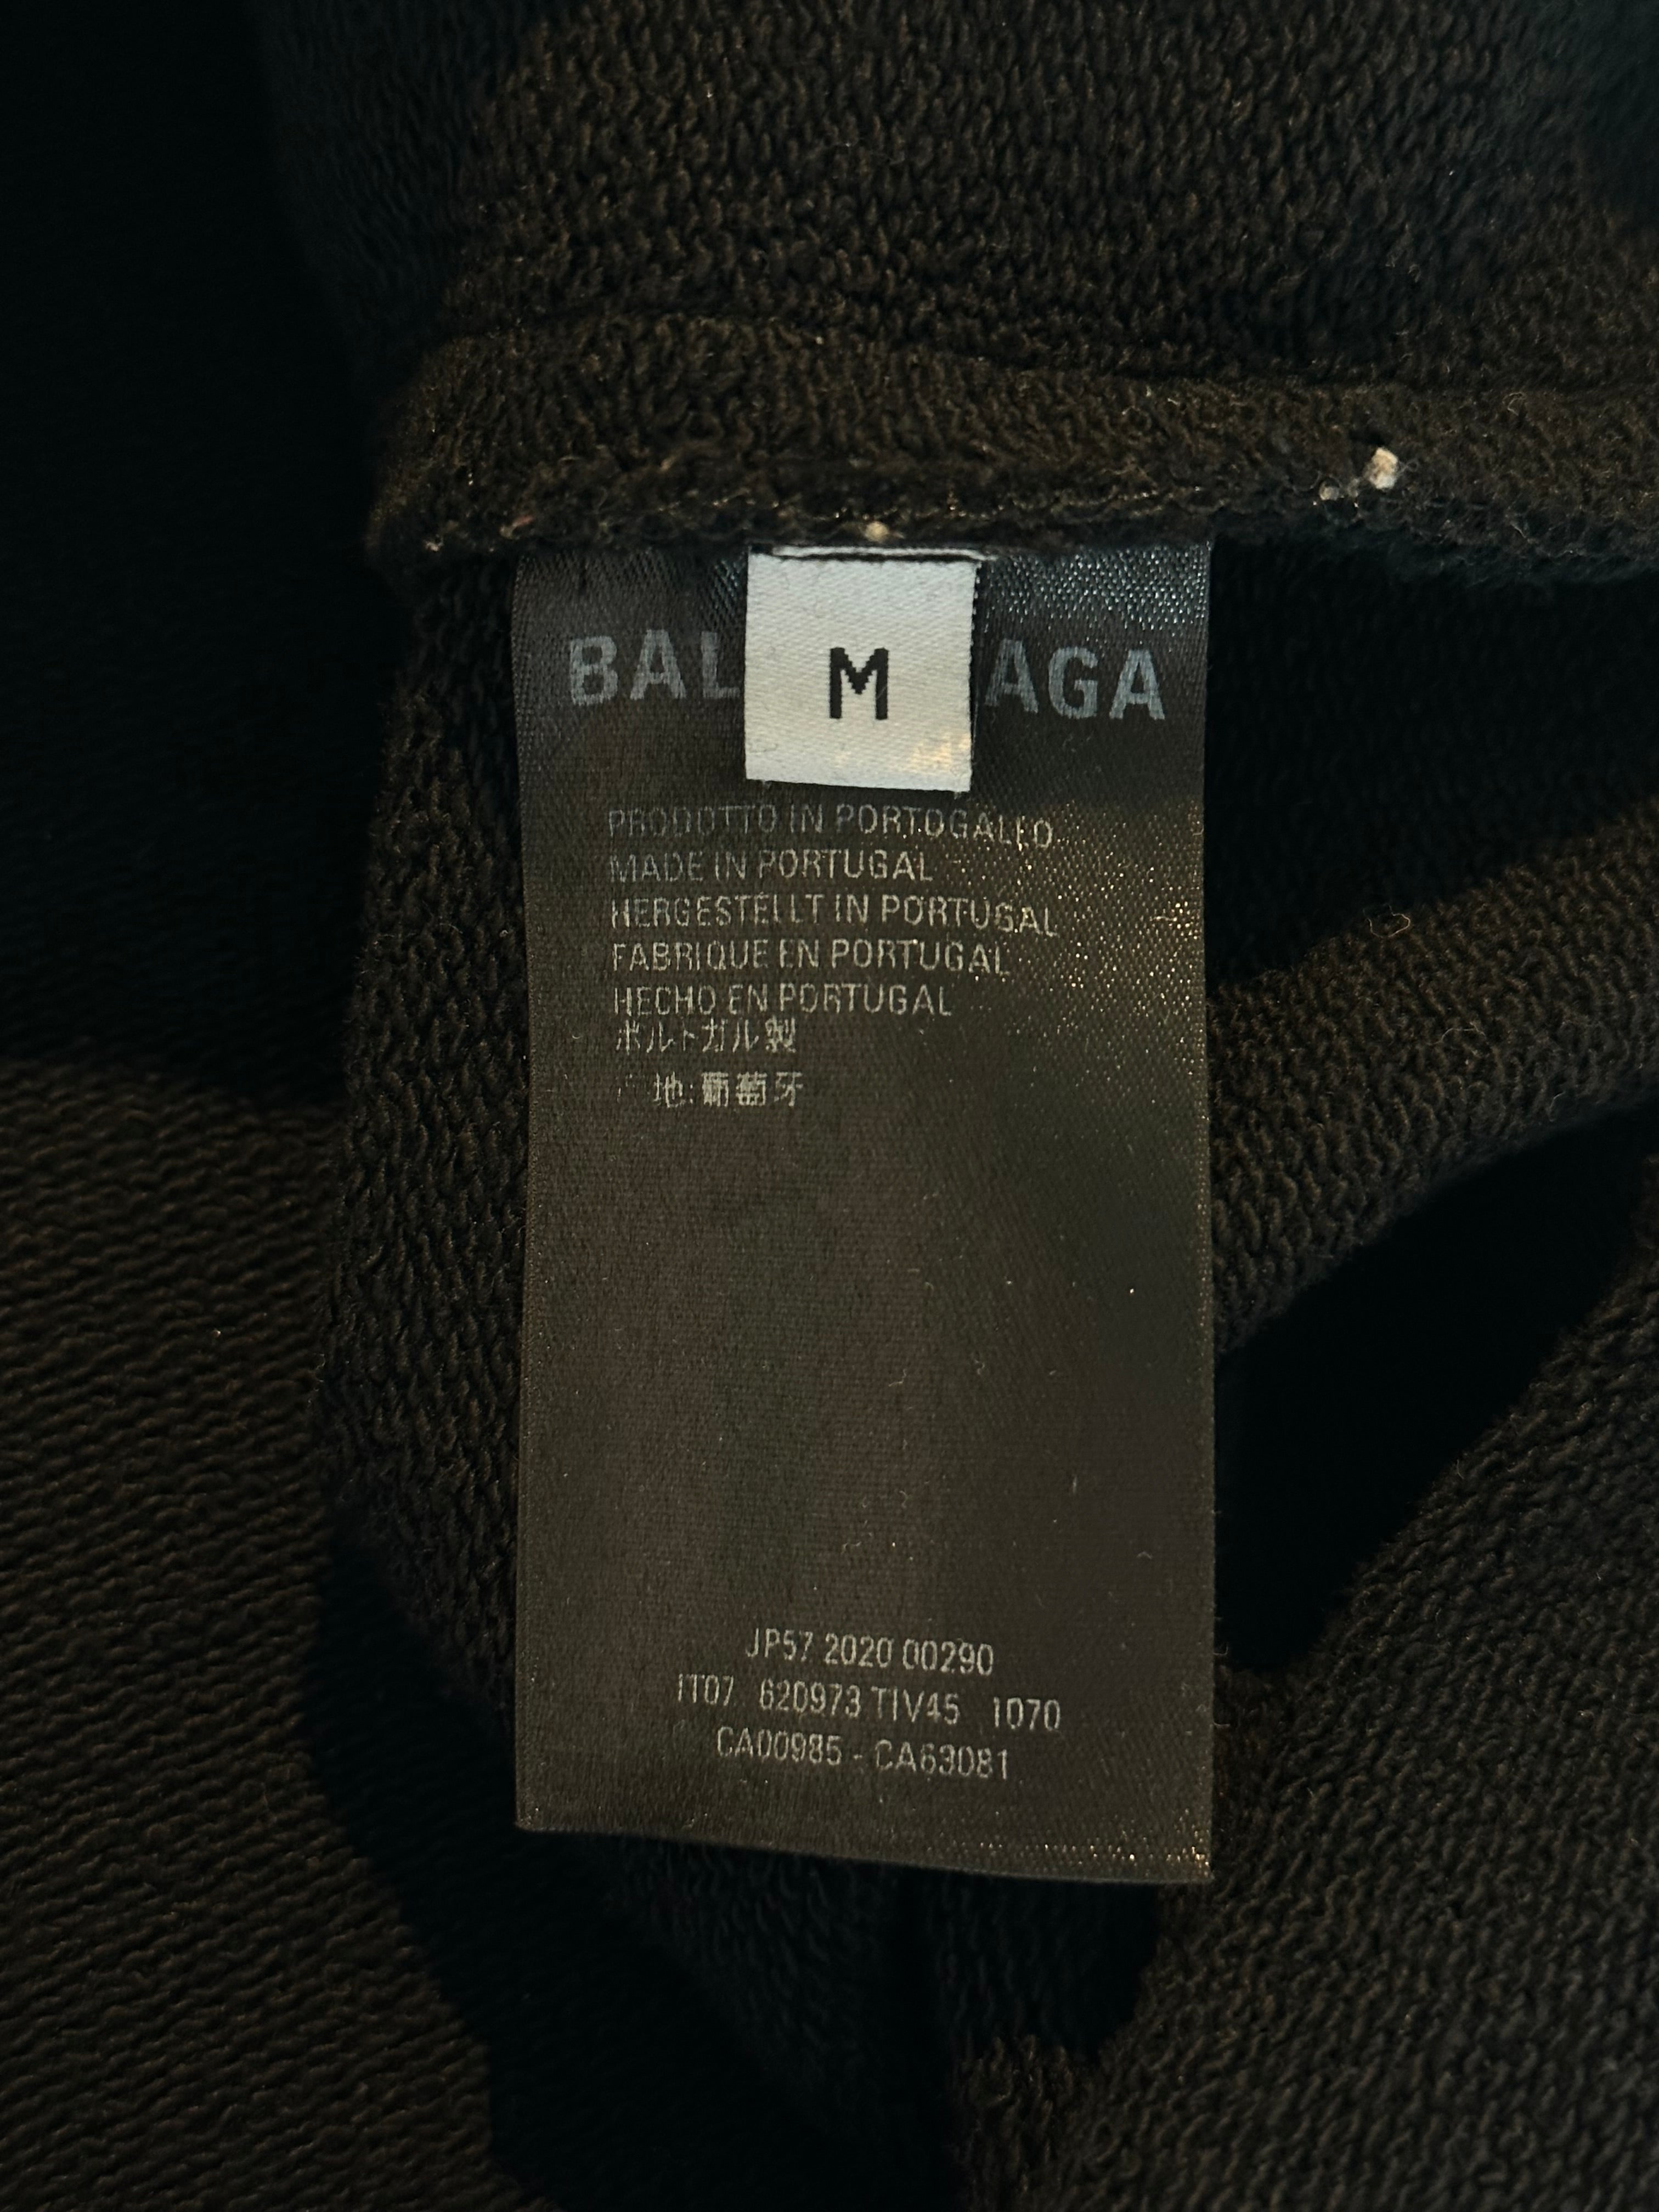 BAL M AGA
PRODOTTO IN PORTOGALLO
MADE IN PORTUGAL
HERGESTELLT IN PORTUGAL
FABRIQUE EN PORTUGAL
HECHO EN PORTUGAL
ポルトガル製
地:葡萄牙
JP57 2020 00290
IT07 620973 TIV45 1070
CA00985 - CA63081